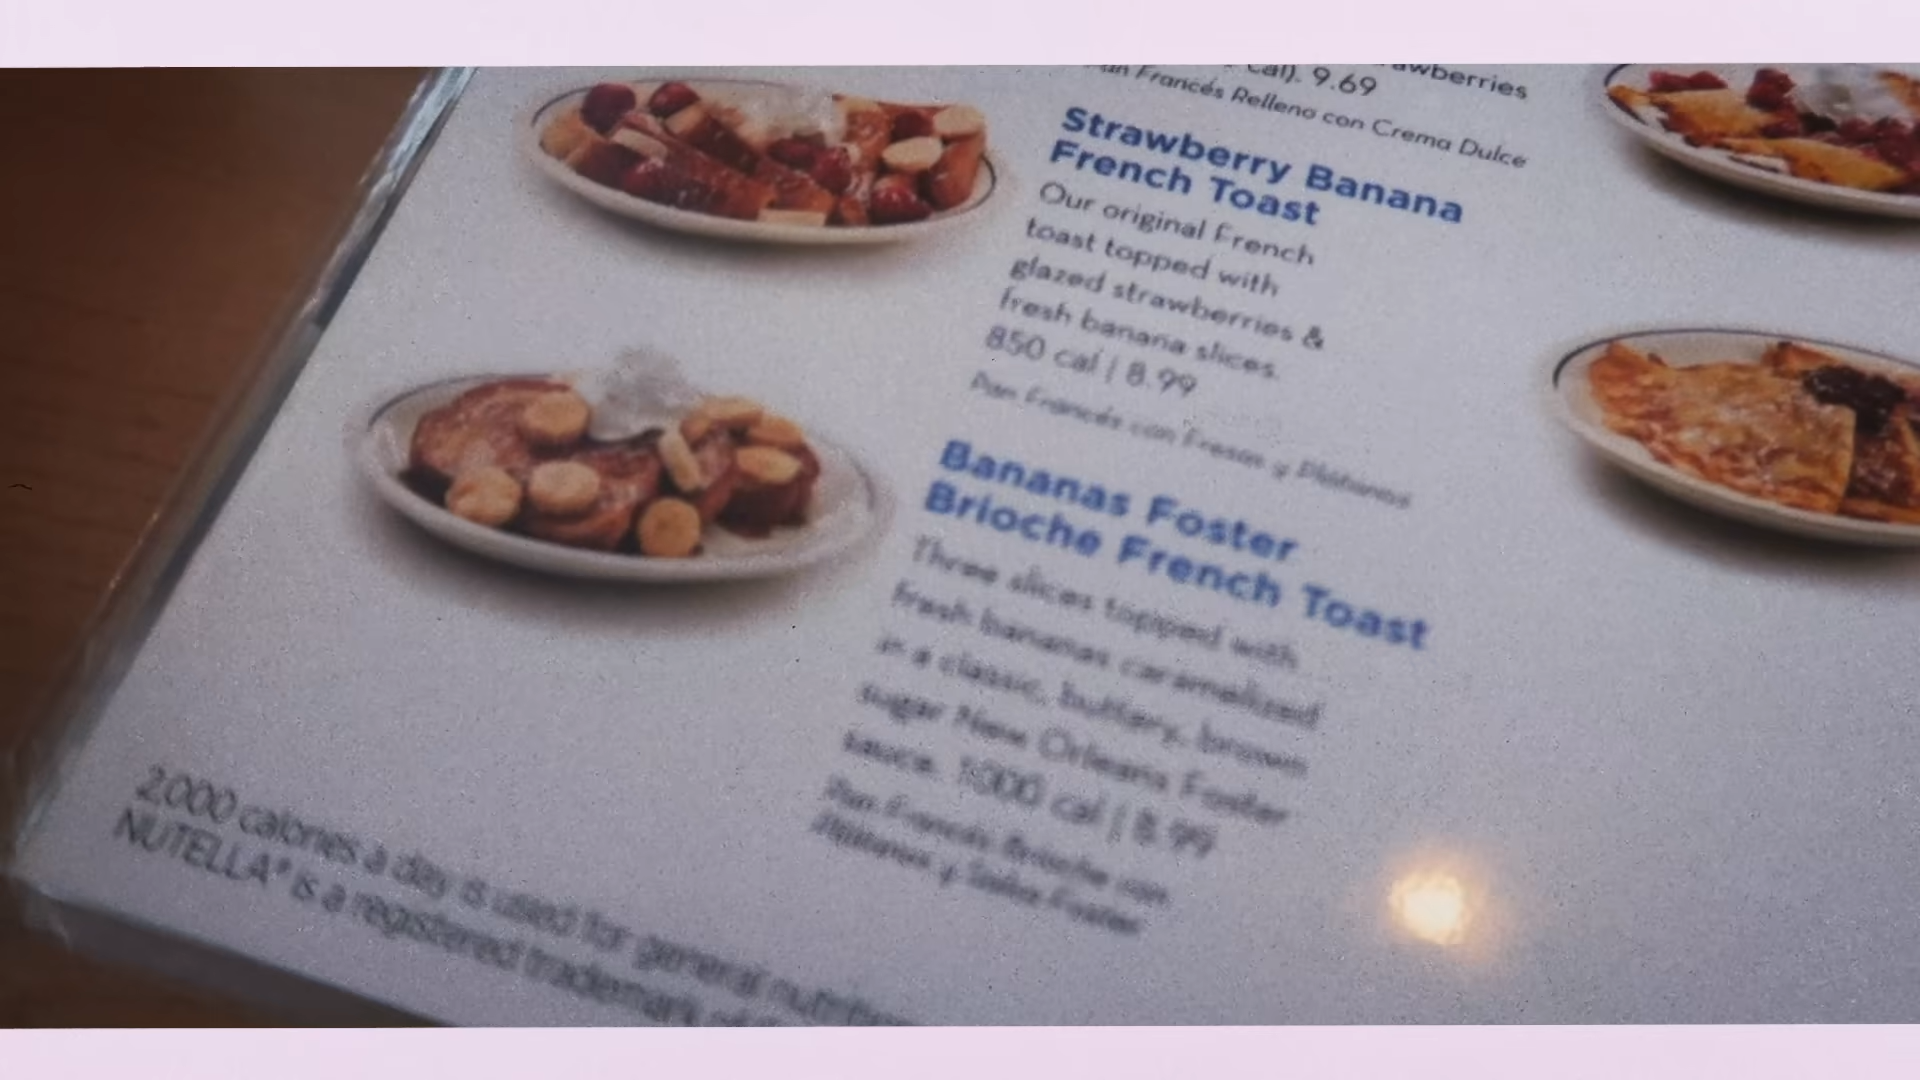 awberries
Cal). 9.69
Pan Francés Relleno con Crema Dulce
Strawberry Banana
French Toast
Our original French
toast topped with
glazed strawberries &
fresh banana slices.
850 cal | 8.99
Pan Francés con Fresas y Plátanos
Bananas Foster
Brioche French Toast
Three slices topped with
fresh bananas caramelized
in a classic, buttery, brown
sugar New Orleans Foster
sauce. 1000 cal | 8.99
Pan Francés Brioche con
Plátanos y Salsa Foster
2,000 calories a day is used for general
NUTELLA® is a registered trademark